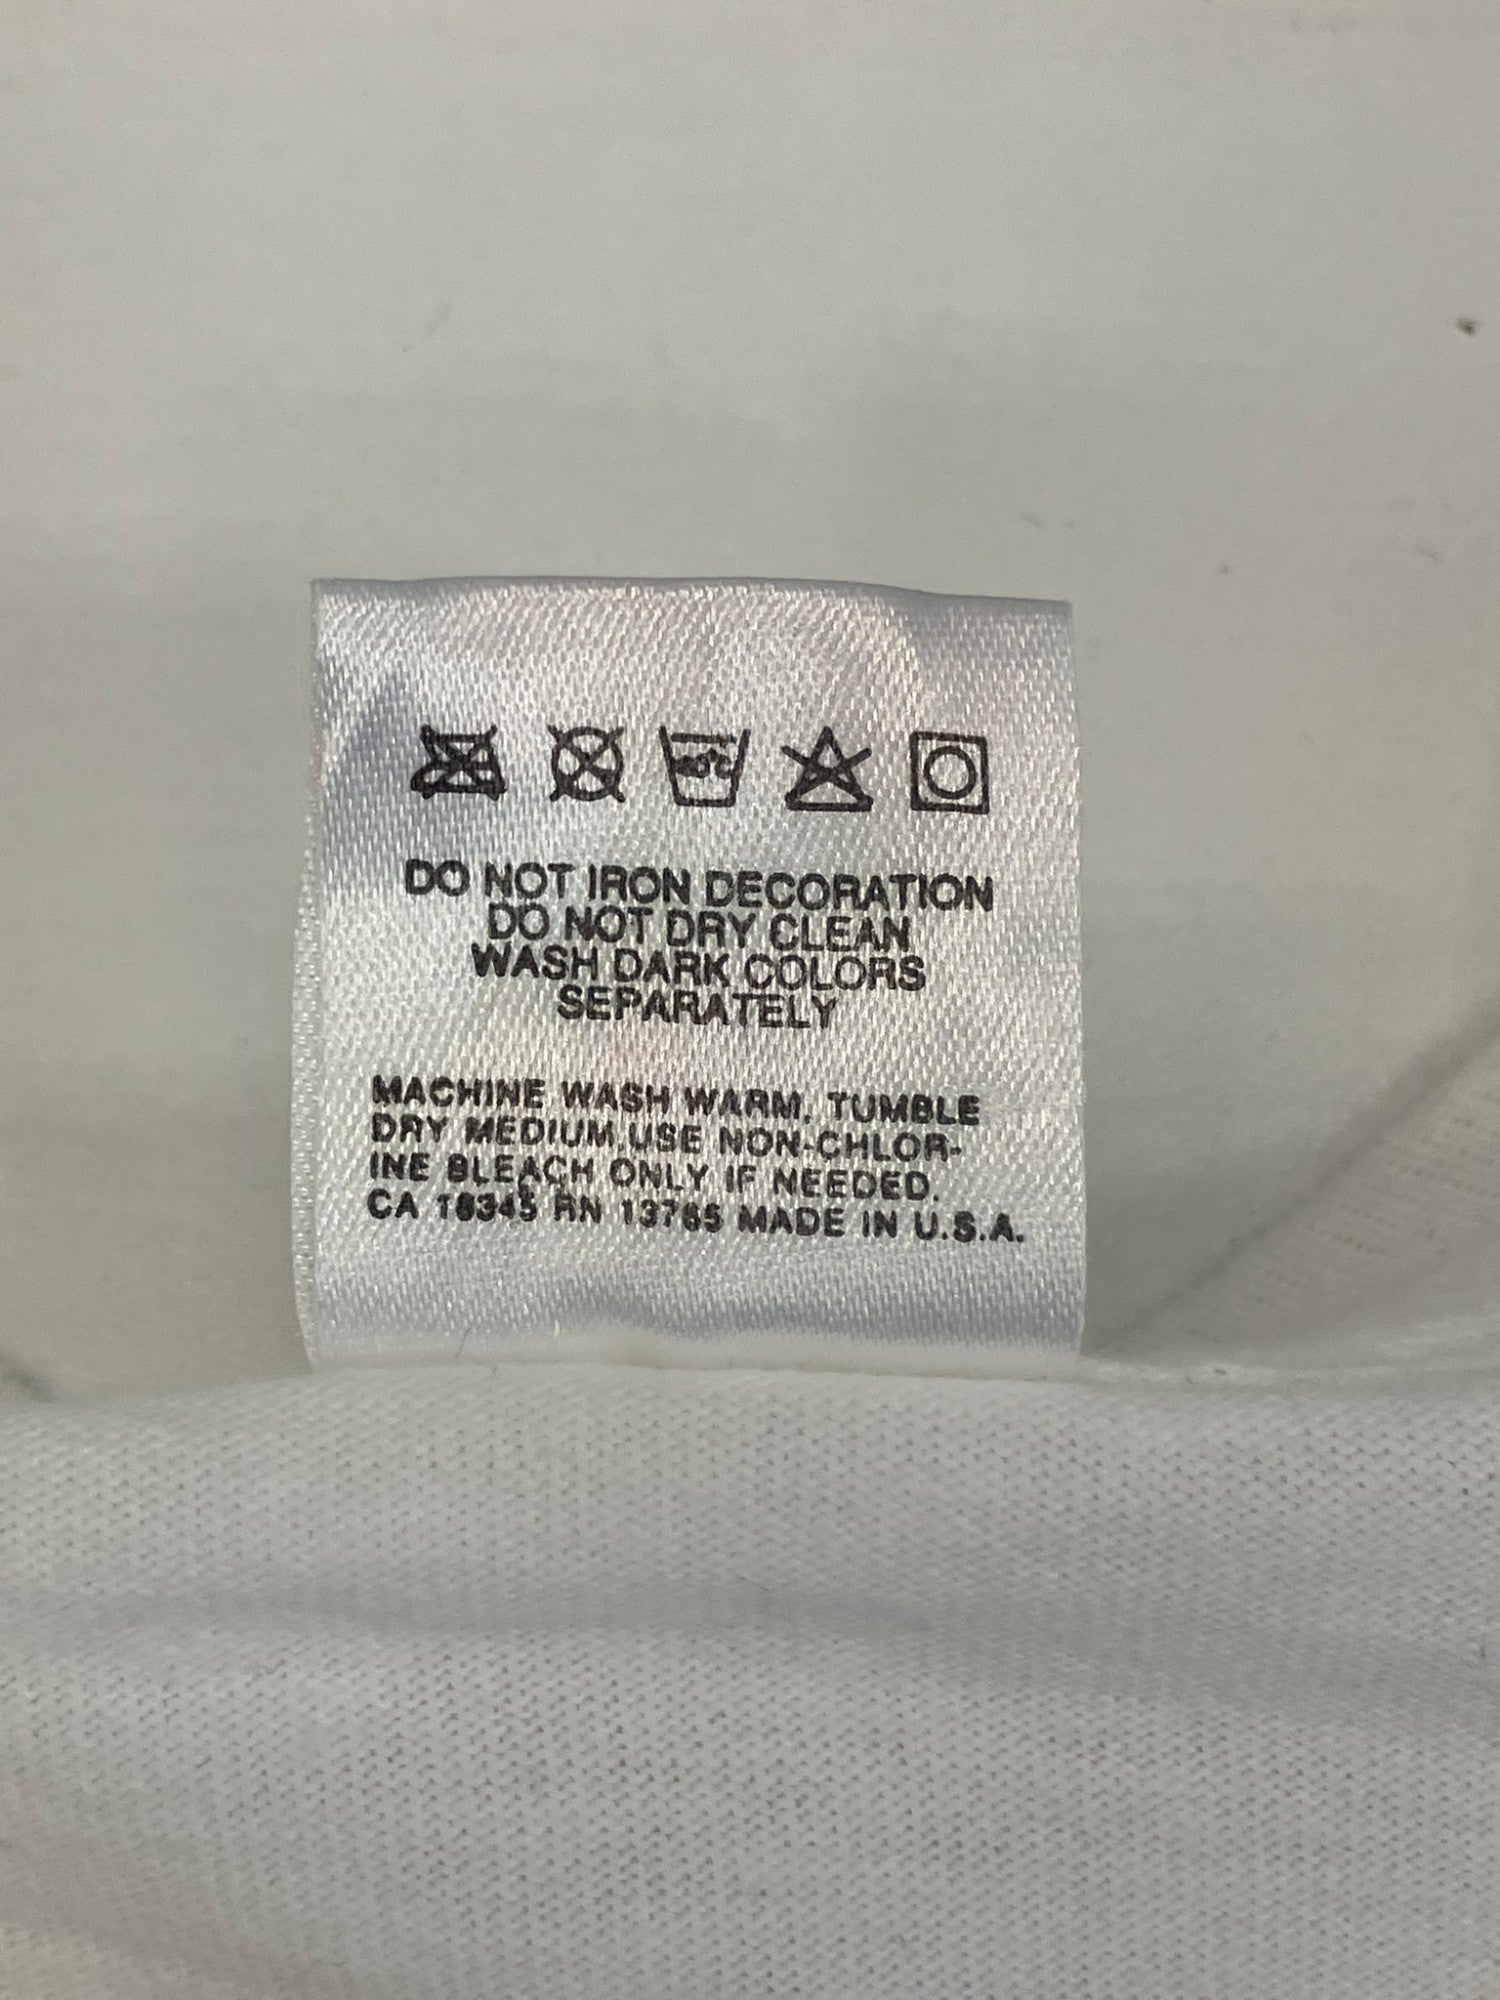 40°C
DO NOT IRON DECORATION
DO NOT DRY CLEAN
WASH DARK COLORS
SEPARATELY
MACHINE WASH WARM, TUMBLE
DRY MEDIUM, USE NON-CHLOR-
INE BLEACH ONLY IF NEEDED.
CA 18345 RN 13765 MADE IN U.S.A.